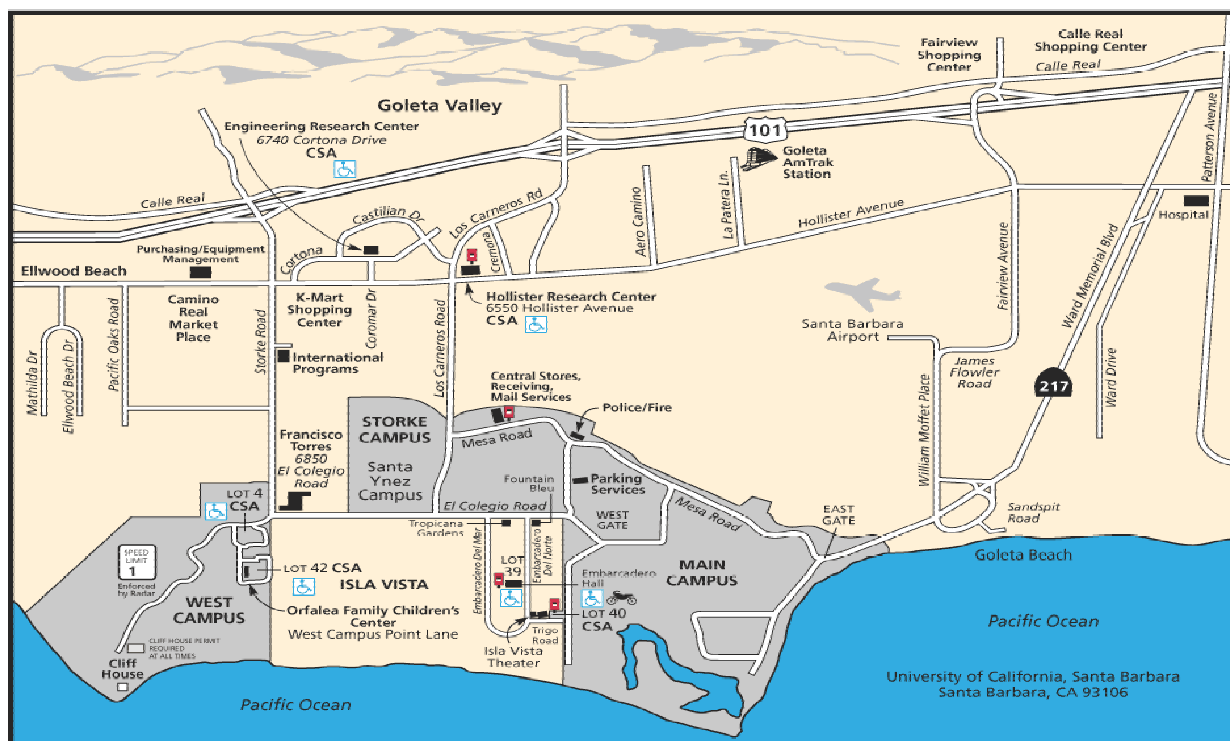 Fairview
Shopping
Center
Calle Real
Shopping Center
Calle Real
Goleta Valley
Engineering Research Center
6740 Cortona Drive
CSA
101
Goleta
AmTrak
Station
Patterson Avenue
Calle Real
Castilian Dr
Los Carneros Rd
Cremona
Aero Camino
La Patera Ln.
Hollister Avenue
Hospital
Purchasing/Equipment
Management
Cortona
Ellwood Beach
Camino
Real
Market
Place
K-Mart
Shopping
Center
Coromar Dr
Hollister Research Center
6550 Hollister Avenue
CSA
Fairview Avenue
Ward Memorial Blvd
Santa Barbara
Airport
Mathilda Dr
Ellwood Beach Dr
Pacific Oaks Road
Storke Road
International
Programs
Los Carneros Road
James
Flowler
Road
217
Ward Drive
William Moffet Place
Central Stores,
Receiving,
Mail Services
Police/Fire
STORKE
CAMPUS
Santa
Ynez
Campus
Mesa Road
Francisco
Torres
6850
El Colegio
Road
Fountain
Bleu
Parking
Services
LOT 4
CSA
El Colegio Road
WEST
GATE
Mesa Road
EAST
GATE
Sandspit
Road
Tropicana
Gardens
Goleta Beach
SPEED
LIMIT
1
Enforced
by Radar
LOT 42 CSA
ISLA VISTA
Embarcadero Del Mer
LOT
39
Embarcadero
Del Norte
Embarcadero
Hall
MAIN
CAMPUS
WEST
CAMPUS
Orfalea Family Children's
Center
West Campus Point Lane
LOT 40
CSA
Trigo
Road
Isla Vista
Theater
CLIFF HOUSE PERMIT
REQUIRED
AT ALL TIMES
Cliff
House
Pacific Ocean
Pacific Ocean
University of California, Santa Barbara
Santa Barbara, CA 93106